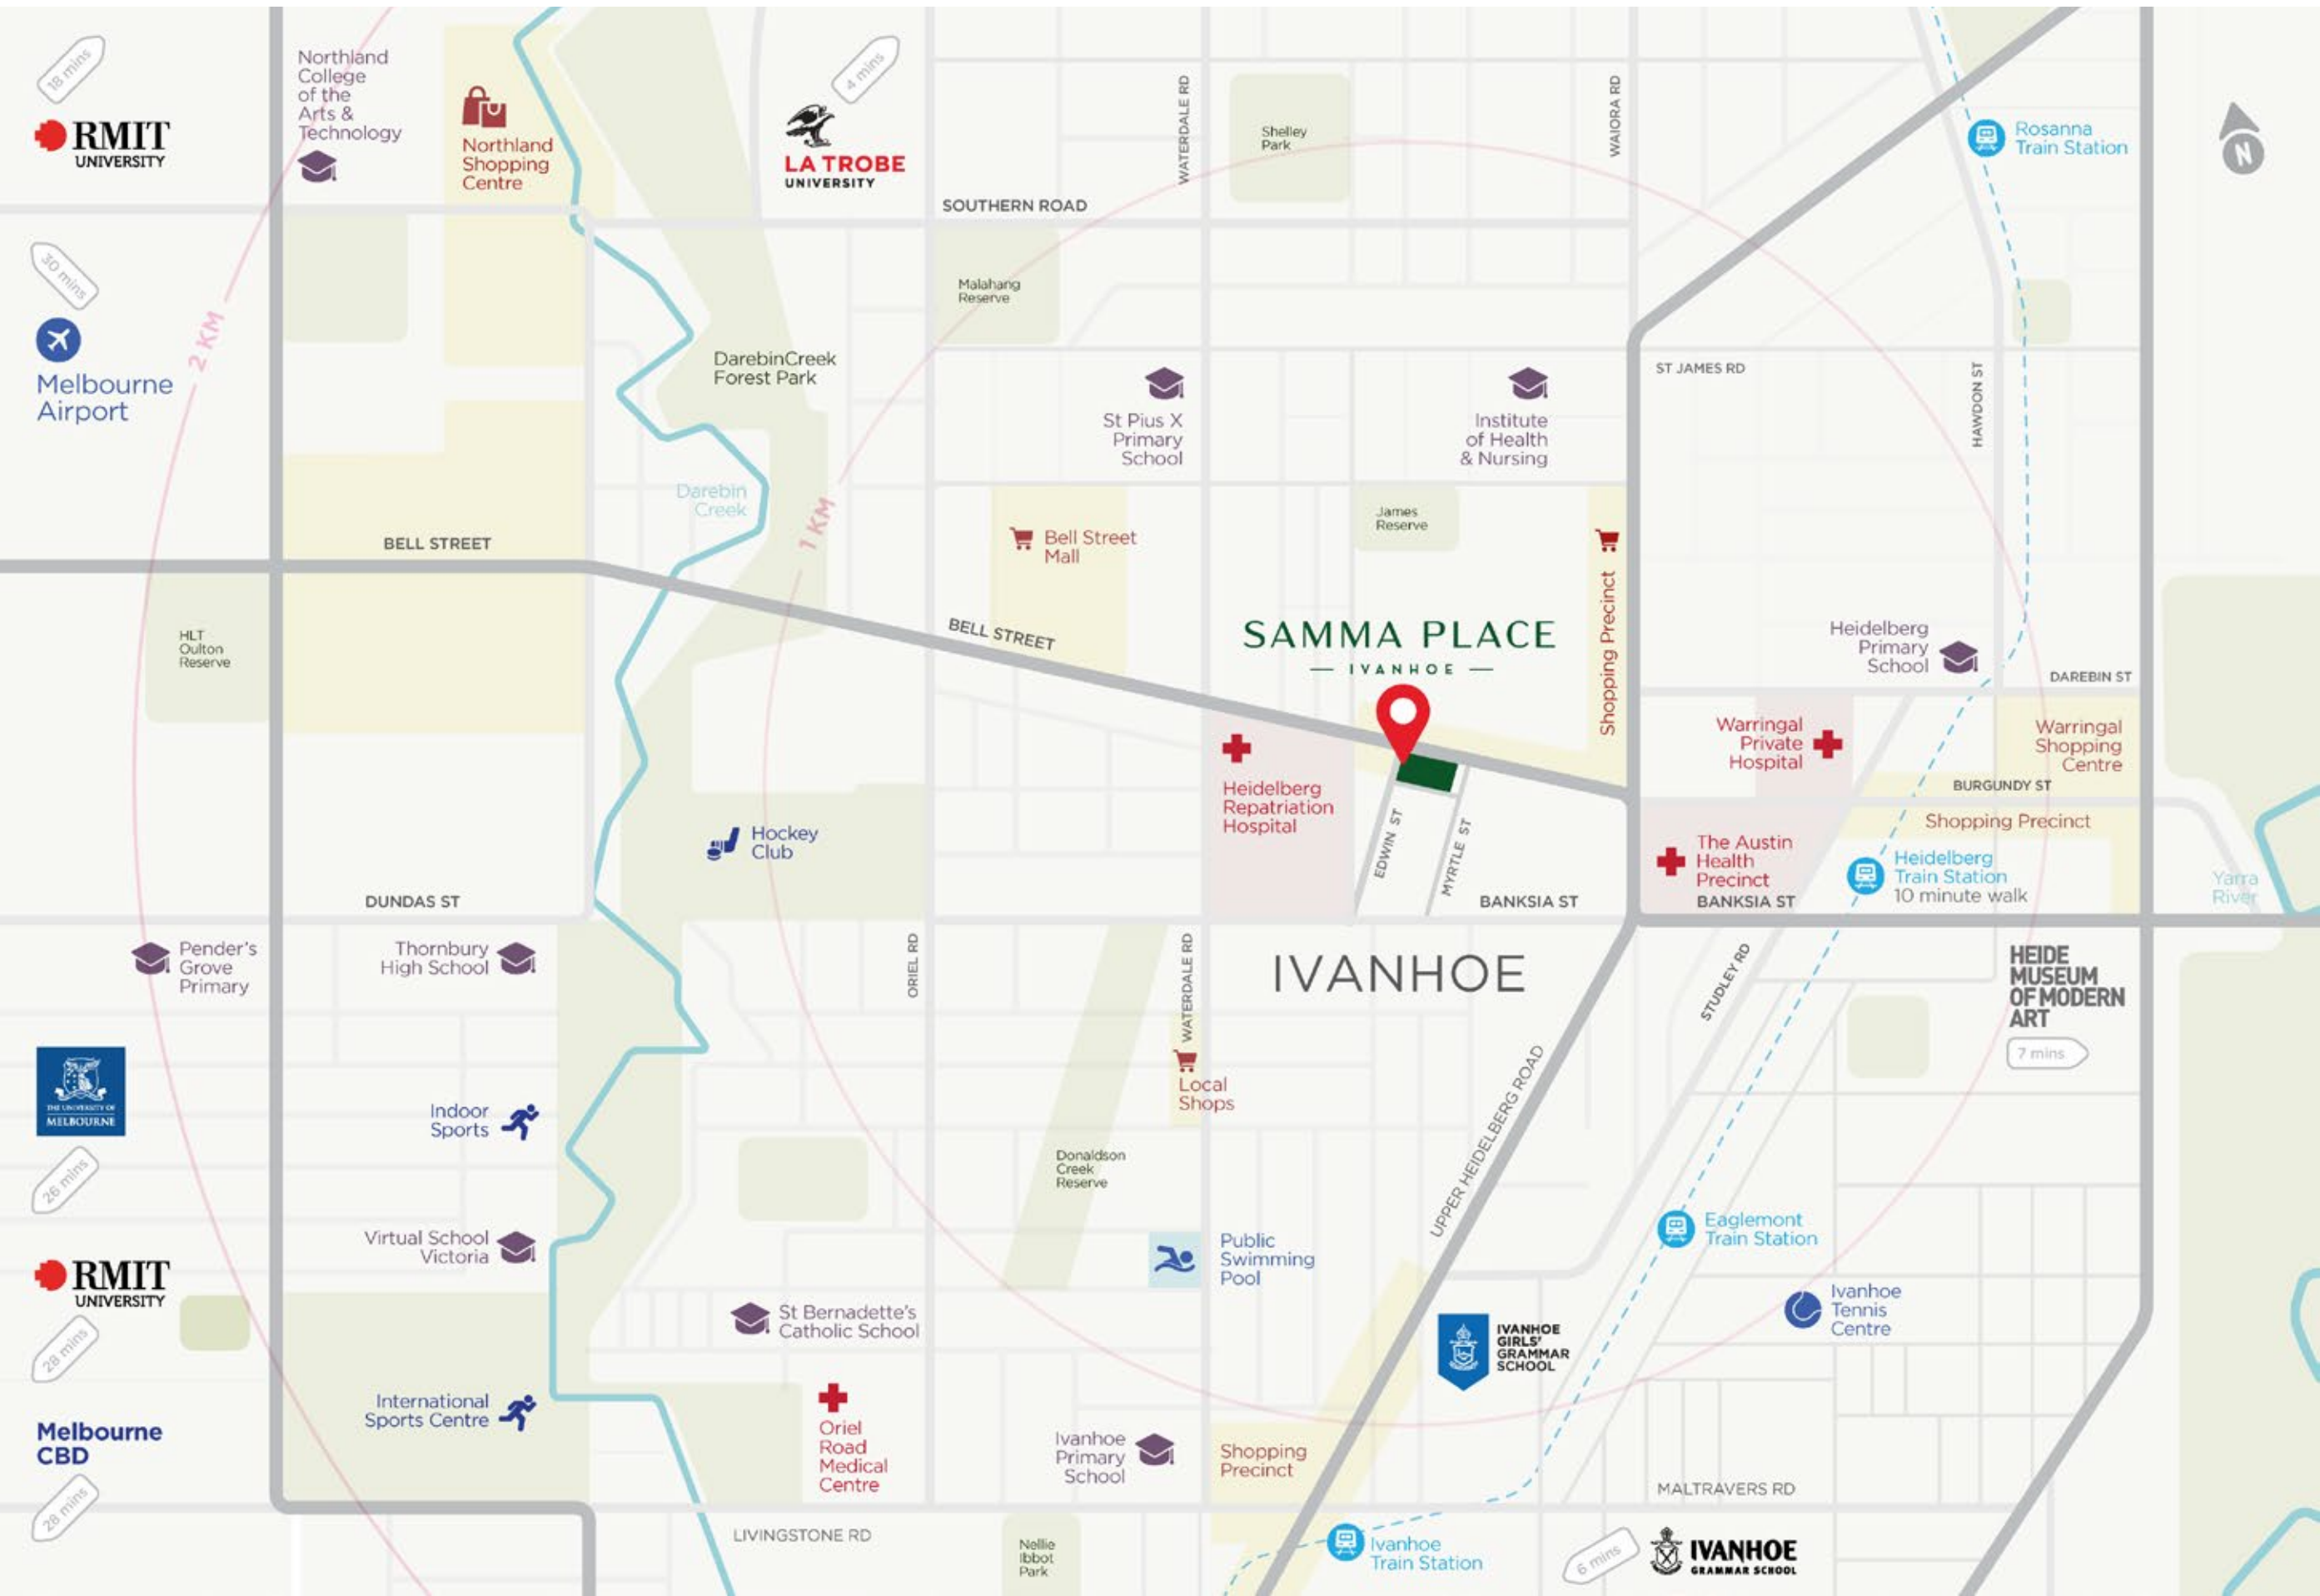 18 mins
RMIT
UNIVERSITY
Northland
College
of the
Arts &
Technology
Northland
Shopping
Centre
4 mins
LA TROBE
UNIVERSITY
WATERDALE RD
Shelley
Park
WAIORA RD
Rosanna
Train Station
N
SOUTHERN ROAD
30 mins
Melbourne
Airport
2 KM
Malahang
Reserve
DarebinCreek
Forest Park
St Pius X
Primary
School
Institute
of Health
& Nursing
ST JAMES RD
HAWDON ST
Darebin
Creek
1 KM
BELL STREET
Bell Street
Mall
James
Reserve
Shopping Precinct
HLT
Oulton
Reserve
BELL STREET
SAMMA PLACE
IVANHOE
Heidelberg
Primary
School
DAREBIN ST
Warringal
Private
Hospital
Warringal
Shopping
Centre
Heidelberg
Repatriation
Hospital
BURGUNDY ST
Shopping Precinct
Hockey
Club
EDWIN ST
MYRTLE ST
The Austin
Health
Precinct
Heidelberg
Train Station
10 minute walk
Yarra
River
DUNDAS ST
BANKSIA ST
BANKSIA ST
Pender's
Grove
Primary
Thornbury
High School
ORIEL RD
WATERDALE RD
IVANHOE
STUDLEY RD
HEIDE
MUSEUM
OF MODERN
ART
7 mins
THE UNIVERSITY OF
MELBOURNE
26 mins
Indoor
Sports
Local
Shops
UPPER HEIDELBERG ROAD
Donaldson
Creek
Reserve
Virtual School
Victoria
Public
Swimming
Pool
Eaglemont
Train Station
RMIT
UNIVERSITY
28 mins
St Bernadette's
Catholic School
IVANHOE
GIRLS'
GRAMMAR
SCHOOL
Ivanhoe
Tennis
Centre
International
Sports Centre
Melbourne
CBD
28 mins
Oriel
Road
Medical
Centre
Ivanhoe
Primary
School
Shopping
Precinct
MALTRAVERS RD
LIVINGSTONE RD
Nellie
Ibbot
Park
Ivanhoe
Train Station
6 mins
IVANHOE
GRAMMAR SCHOOL